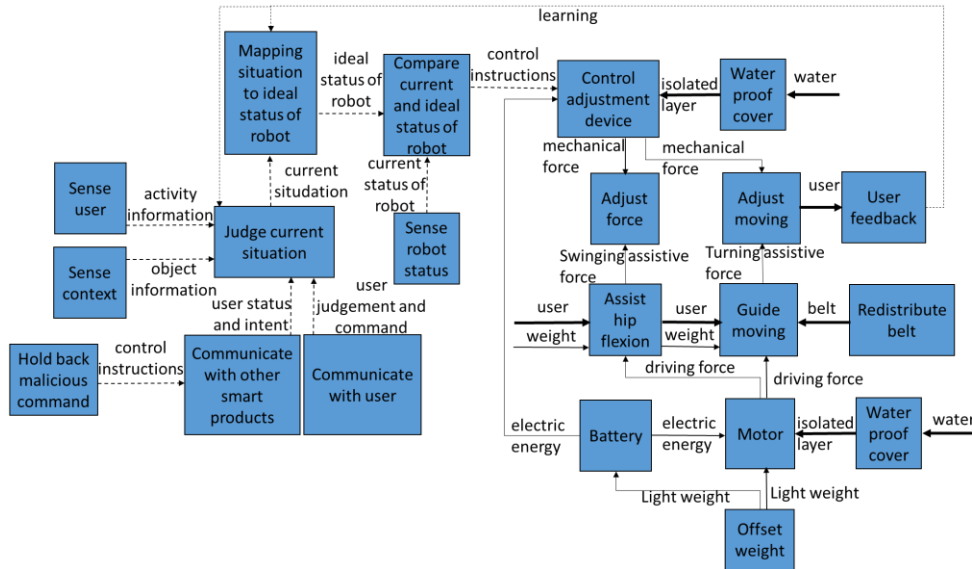 learning
Mapping
situation
to ideal
status of
robot
ideal
status of
robot
Compare
current
and ideal
status of
robot
control
instructions
Control
adjustment
device
isolated
layer
Water
proof
cover
water
mechanical
force
mechanical
force
current
situdation
current
status of
robot
Sense
user
activity
information
Judge current
situation
Sense
robot
status
Adjust
force
Adjust
moving
user
User
feedback
Sense
context
object
information
Swinging assistive
force
Turning assistive
force
user status
and intent
user
judgement and
command
user
weight
Assist
hip
flexion
user
weight
Guide
moving
belt
Redistribute
belt
Hold back
malicious
command
control
instructions
Communicate
with other
smart
products
Communicate
with user
driving force
driving force
electric
energy
Battery
electric
energy
Motor
isolated
layer
Water
proof
cover
water
Light weight
Light weight
Offset
weight